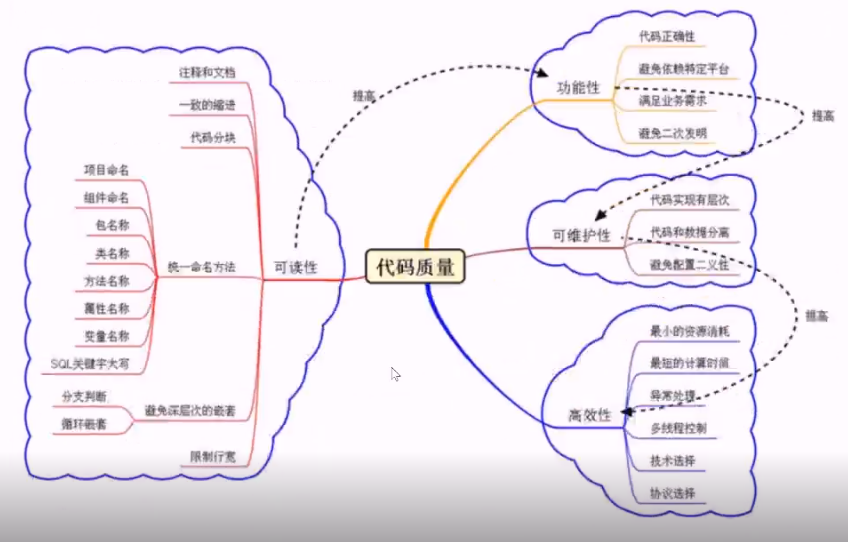 代码质量
可读性
注释和文档
一致的缩进
代码分块
统一命名方法
项目命名
组件命名
包名称
类名称
方法名称
属性名称
变量名称
SQL关键字大写
避免深层次的嵌套
分支判断
循环嵌套
限制行宽
提高
功能性
代码正确性
避免依赖特定平台
满足业务需求
避免二次发明
提高
可维护性
代码实现有层次
代码和数据分离
避免配置二义性
提高
高效性
最小的资源消耗
最短的计算时间
异常处理
多线程控制
技术选择
协议选择